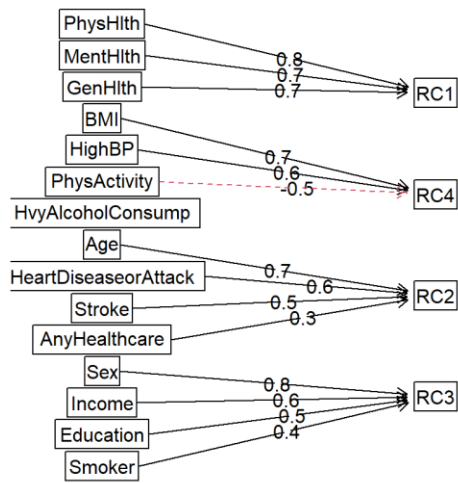 PhysHlth
MentHlth
GenHlth
BMI
HighBP
PhysActivity
HvyAlcoholConsump
Age
HeartDiseaseorAttack
Stroke
AnyHealthcare
Sex
Income
Education
Smoker
0.8
0.7
0.7
0.7
0.6
-0.5
0.7
0.6
0.5
0.3
0.8
0.6
0.5
0.4
RC1
RC4
RC2
RC3